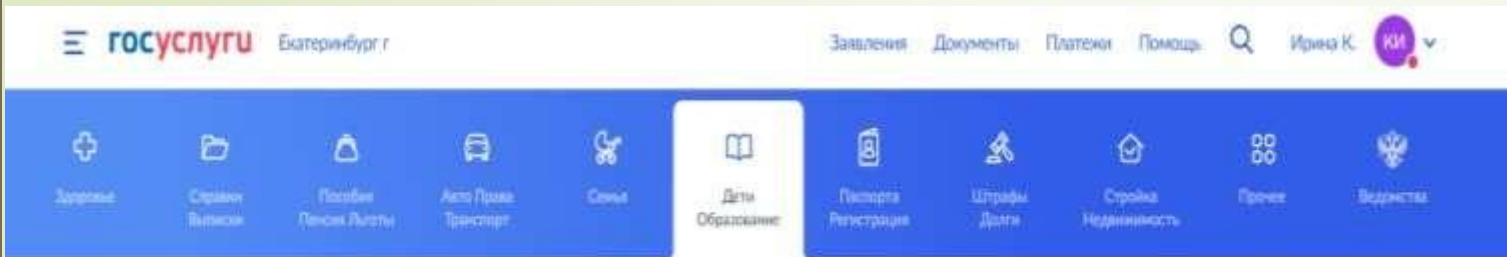 госуслуги Екатеринбург г Заявления Документы Платежи Помощь Ирина К. КИ
Здоровье Справки Пособия Авто Права Семья Дети Паспорта Штрафы Стройка Прочее Ведомства
Выписки Пенсия Льготы Транспорт Образование Регистрация Долги Недвижимость